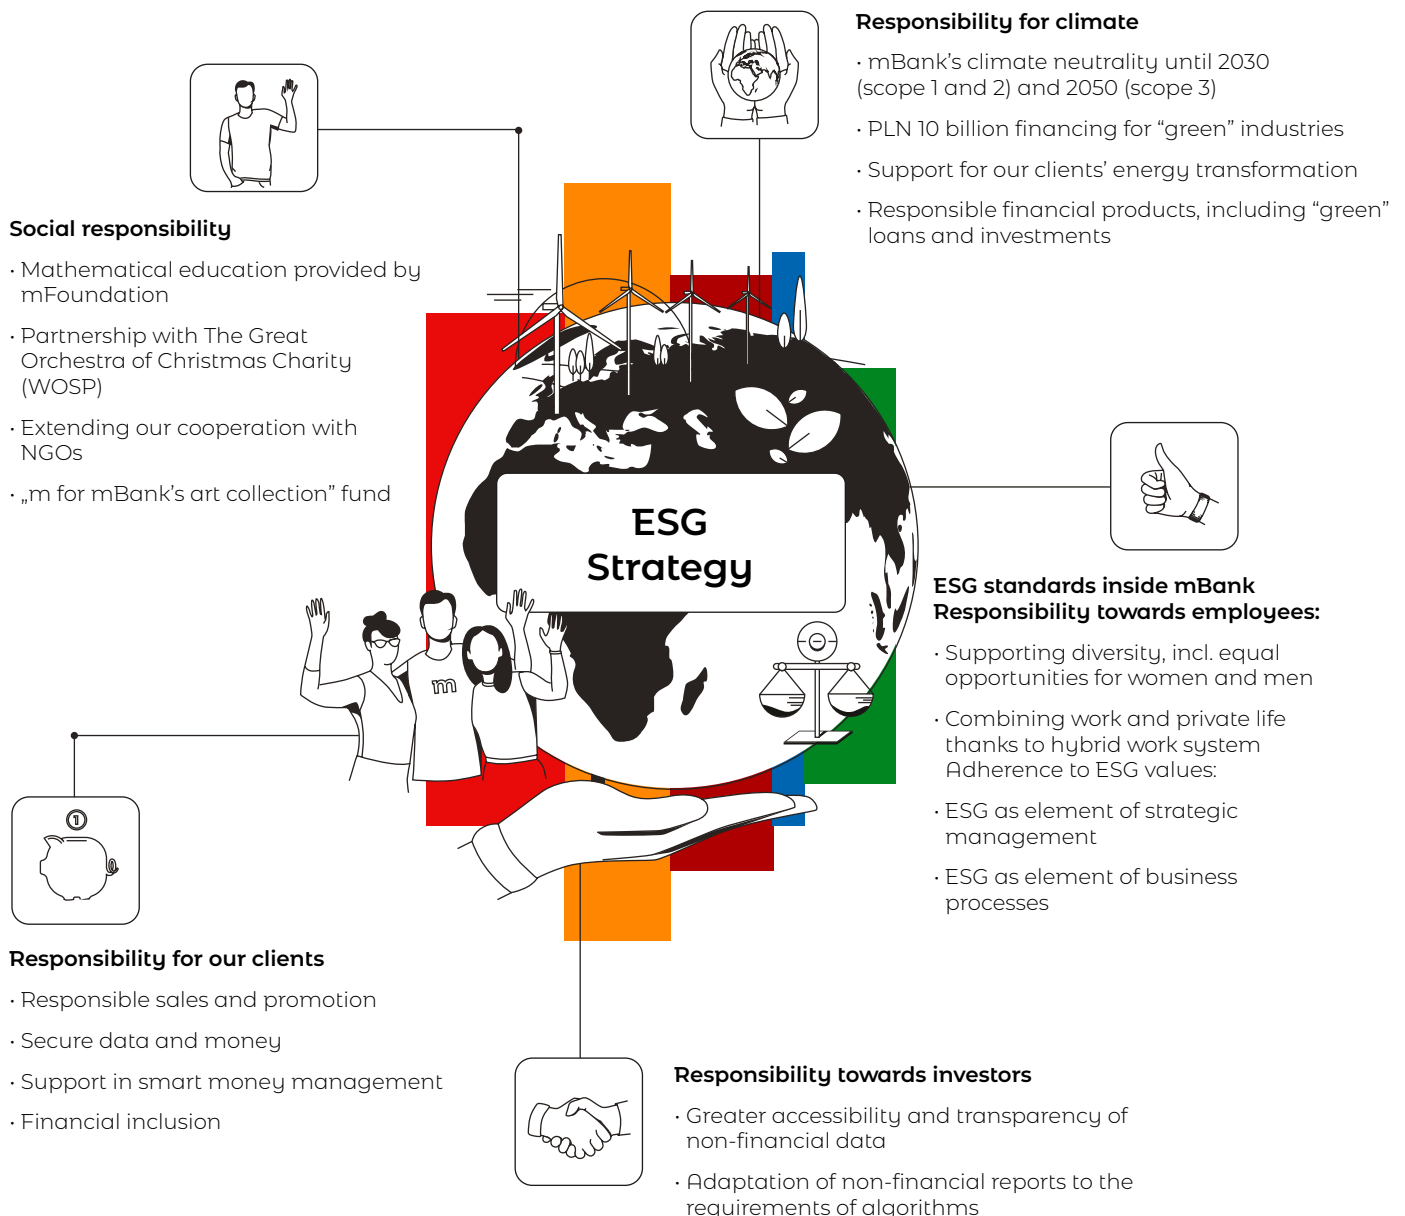 Responsibility for climate
· mBank’s climate neutrality until 2030
(scope 1 and 2) and 2050 (scope 3)
· PLN 10 billion financing for “green” industries
· Support for our clients’ energy transformation
· Responsible financial products, including “green”
loans and investments
Social responsibility
· Mathematical education provided by
mFoundation
· Partnership with The Great
Orchestra of Christmas Charity
(WOSP)
· Extending our cooperation with
NGOs
· „m for mBank’s art collection” fund
ESG
Strategy
m
ESG standards inside mBank
Responsibility towards employees:
· Supporting diversity, incl. equal
opportunities for women and men
· Combining work and private life
thanks to hybrid work system
Adherence to ESG values:
· ESG as element of strategic
management
· ESG as element of business
processes
1
Responsibility for our clients
· Responsible sales and promotion
· Secure data and money
· Support in smart money management
· Financial inclusion
Responsibility towards investors
· Greater accessibility and transparency of
non-financial data
· Adaptation of non-financial reports to the
requirements of algorithms